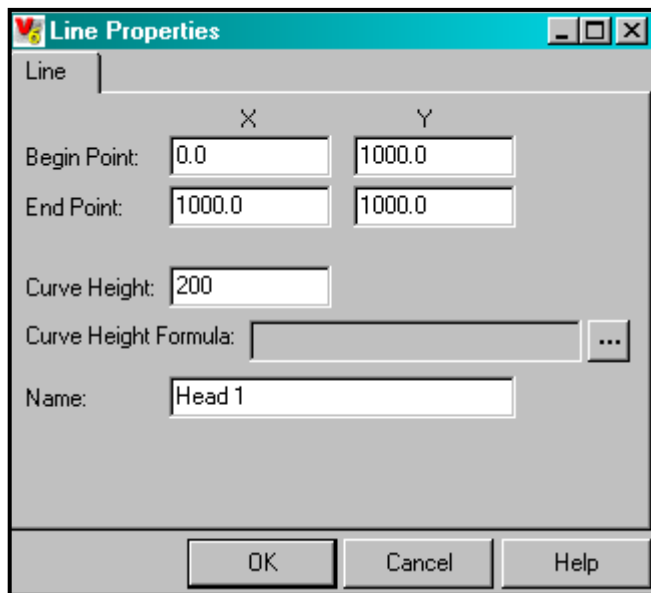 Line Properties
Line
X Y
Begin Point: 0.0 1000.0
End Point: 1000.0 1000.0
Curve Height: 200
Curve Height Formula: ...
Name: Head 1
OK Cancel Help